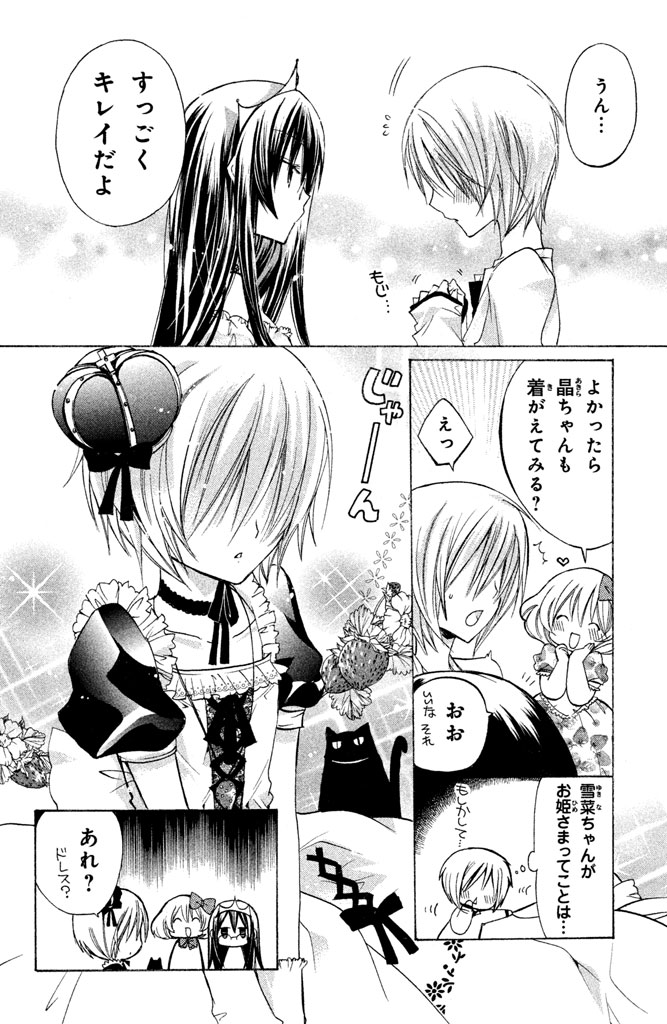 うん…
すっごく
キレイだよ
もじ…
よかったら
晶ちゃんも
着がえてみる?
えっ
おお
いいな それ
雪菜ちゃんが
お姫さまってことは…
もしかして…
じゃーん
あれ?
ドレス?